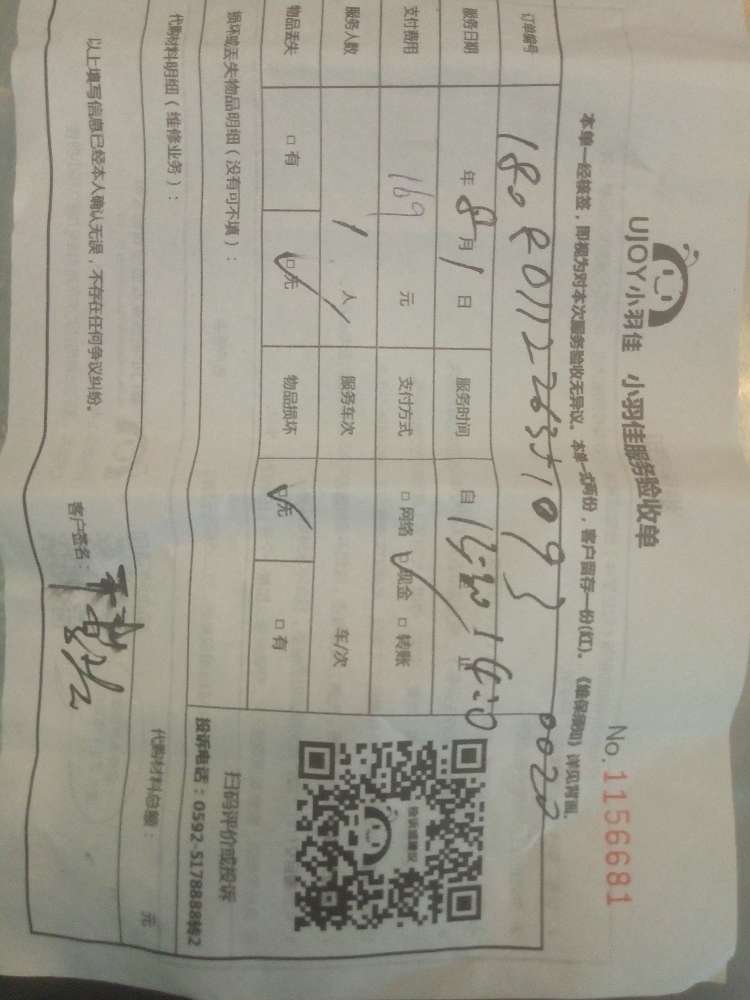 UJOY小羽佳 小羽佳服务验收单
No.1156681
本单一经核签，即视为对本次服务验收无异议。本单一式两份，客户留存一份(红)。《维保须知》详见背面。
订单编号
服务日期 年 8 月 1 日 服务时间 自 至 止
支付费用 169 元 支付方式 □ 网络 □ 现金 □ 转账
服务人数 1 人 服务车次 车/次
物品丢失 □ 有 □ 无 物品损坏 □ 无 □ 有
投诉或建议
扫码评价或投诉
投诉电话：0592-5178888转2
损坏或丢失物品明细（没有可不填）：
代购材料明细（维修业务）：
代购材料总额： 元
以上填写信息已经本人确认无误，不存在任何争议纠纷。
客户签名：